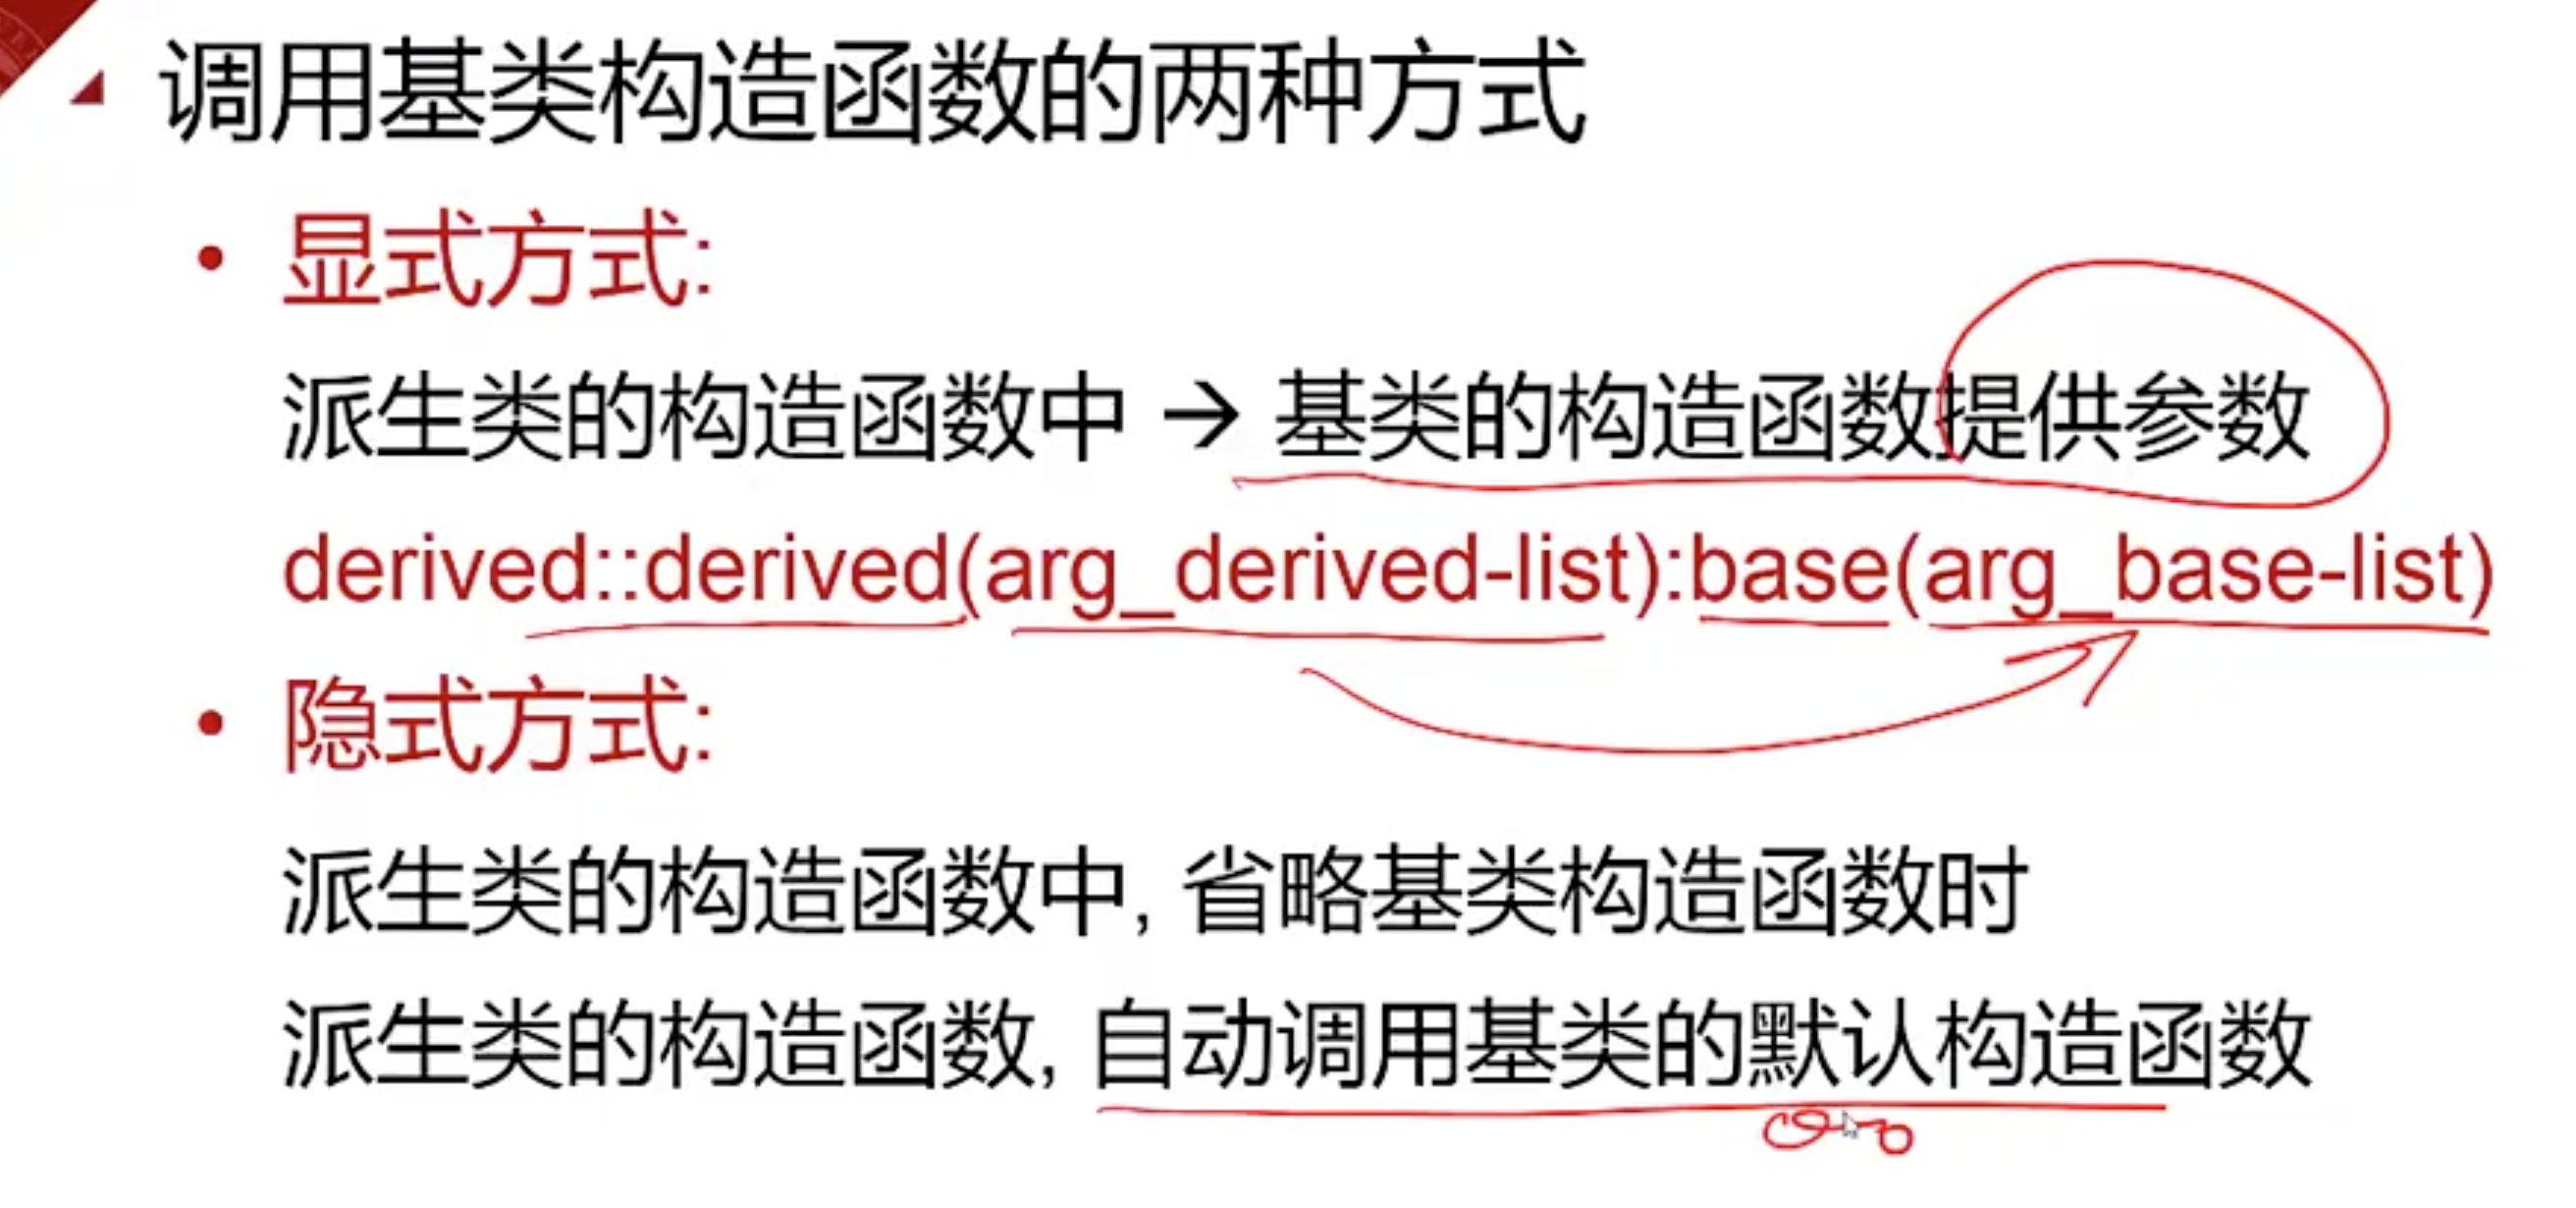 调用基类构造函数的两种方式
• 显式方式:
派生类的构造函数中 → 基类的构造函数提供参数
derived::derived(arg_derived-list):base(arg_base-list)
• 隐式方式:
派生类的构造函数中, 省略基类构造函数时
派生类的构造函数, 自动调用基类的默认构造函数